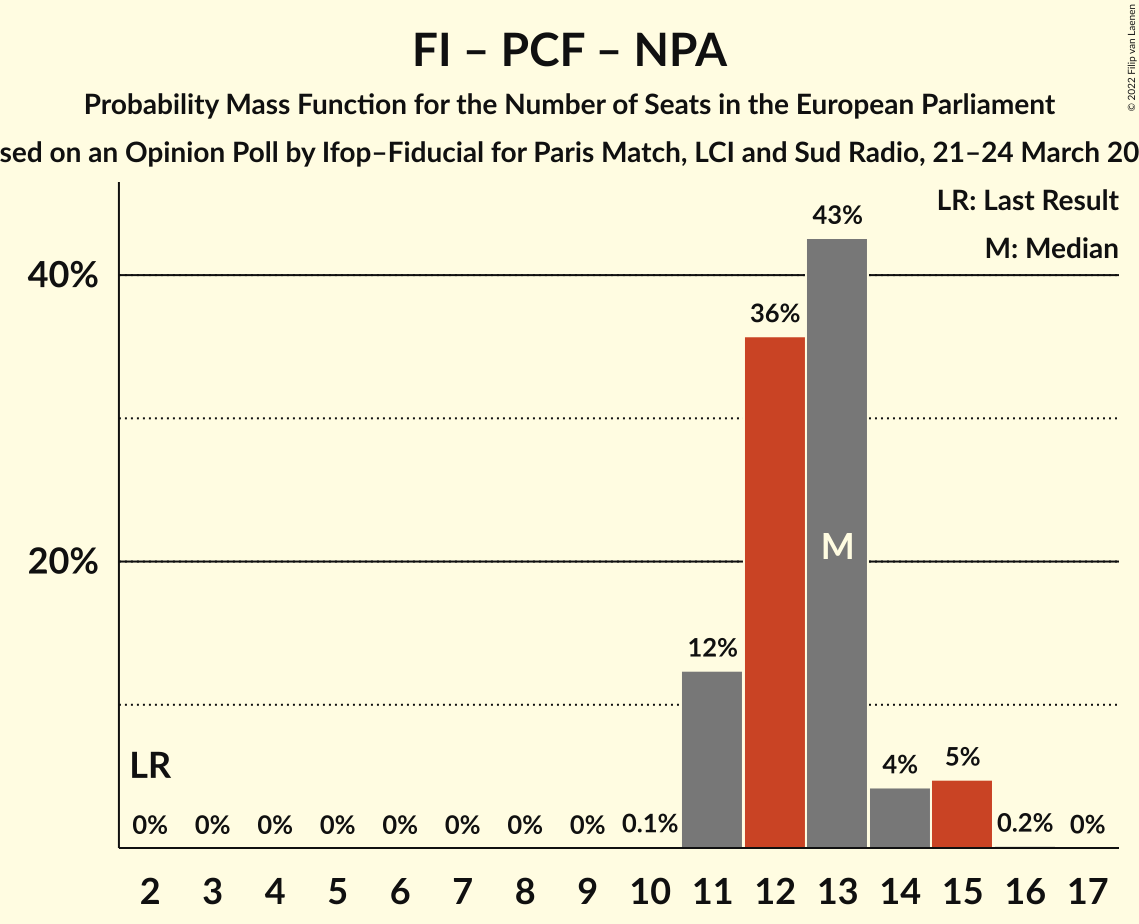 FI – PCF – NPA
Probability Mass Function for the Number of Seats in the European Parliament
sed on an Opinion Poll by Ifop–Fiducial for Paris Match, LCI and Sud Radio, 21–24 March 20
© 2022 Filip van Laenen
LR: Last Result
M: Median
43%
40%
36%
M
20%
12%
LR
5%
4%
0% 0% 0% 0% 0% 0% 0% 0% 0.1% 0.2% 0%
2 3 4 5 6 7 8 9 10 11 12 13 14 15 16 17